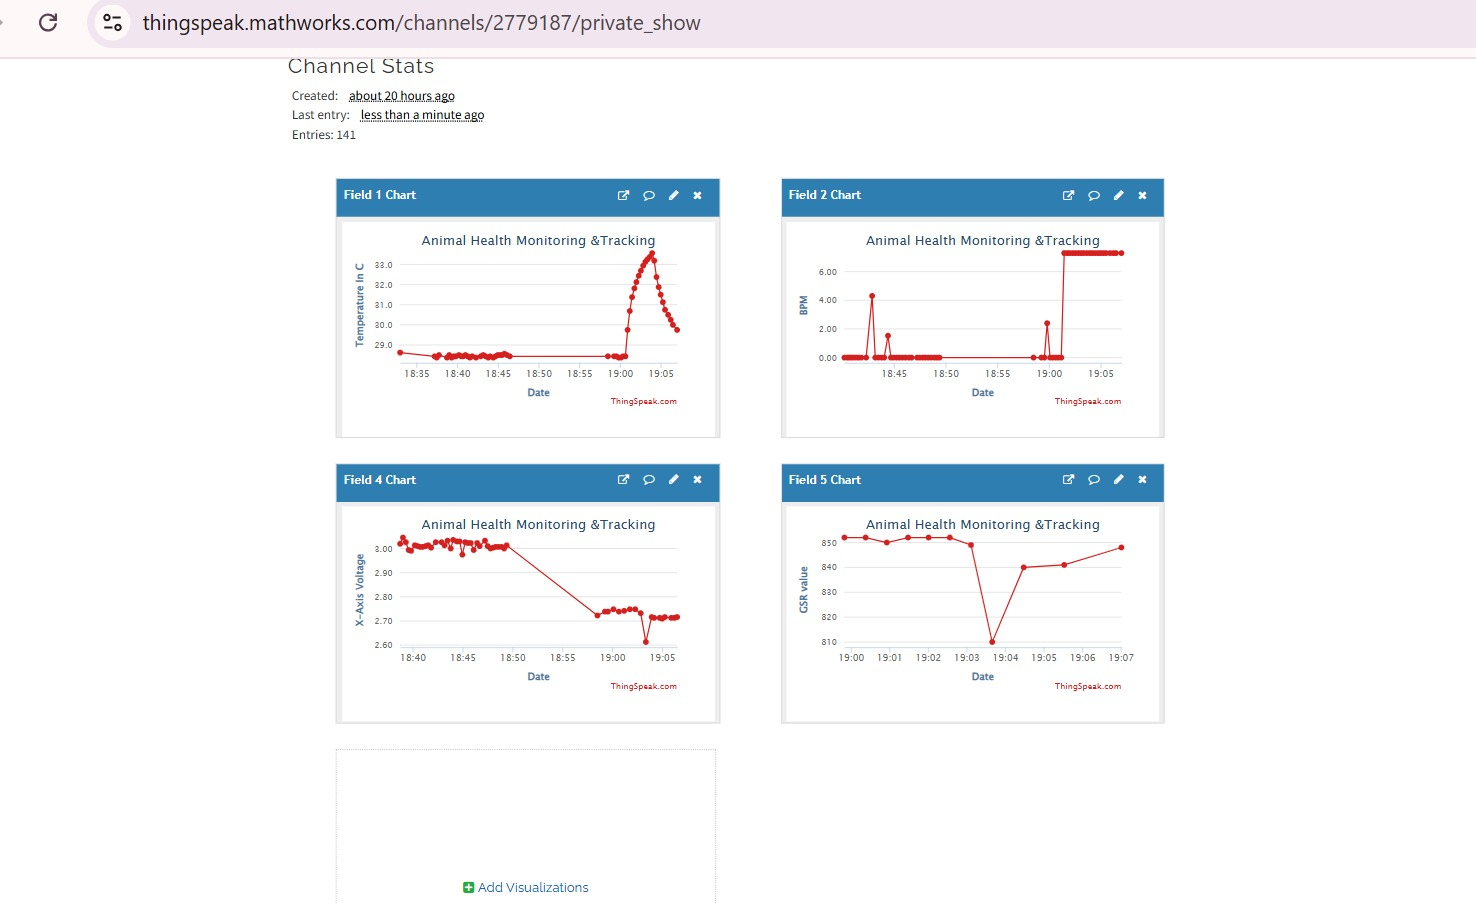 thingspeak.mathworks.com/channels/2779187/private_show
Channel Stats
Created: about 20 hours ago
Last entry: less than a minute ago
Entries: 141
Field 1 Chart
Animal Health Monitoring &Tracking
Temperature In C
33.0
32.0
31.0
30.0
29.0
18:35 18:40 18:45 18:50 18:55 19:00 19:05
Date
ThingSpeak.com
Field 2 Chart
Animal Health Monitoring &Tracking
BPM
6.00
4.00
2.00
0.00
18:45 18:50 18:55 19:00 19:05
Date
ThingSpeak.com
Field 4 Chart
Animal Health Monitoring &Tracking
X-Axis Voltage
3.00
2.90
2.80
2.70
2.60
18:40 18:45 18:50 18:55 19:00 19:05
Date
ThingSpeak.com
Field 5 Chart
Animal Health Monitoring &Tracking
GSR value
850
840
830
820
810
19:00 19:01 19:02 19:03 19:04 19:05 19:06 19:07
Date
ThingSpeak.com
Add Visualizations